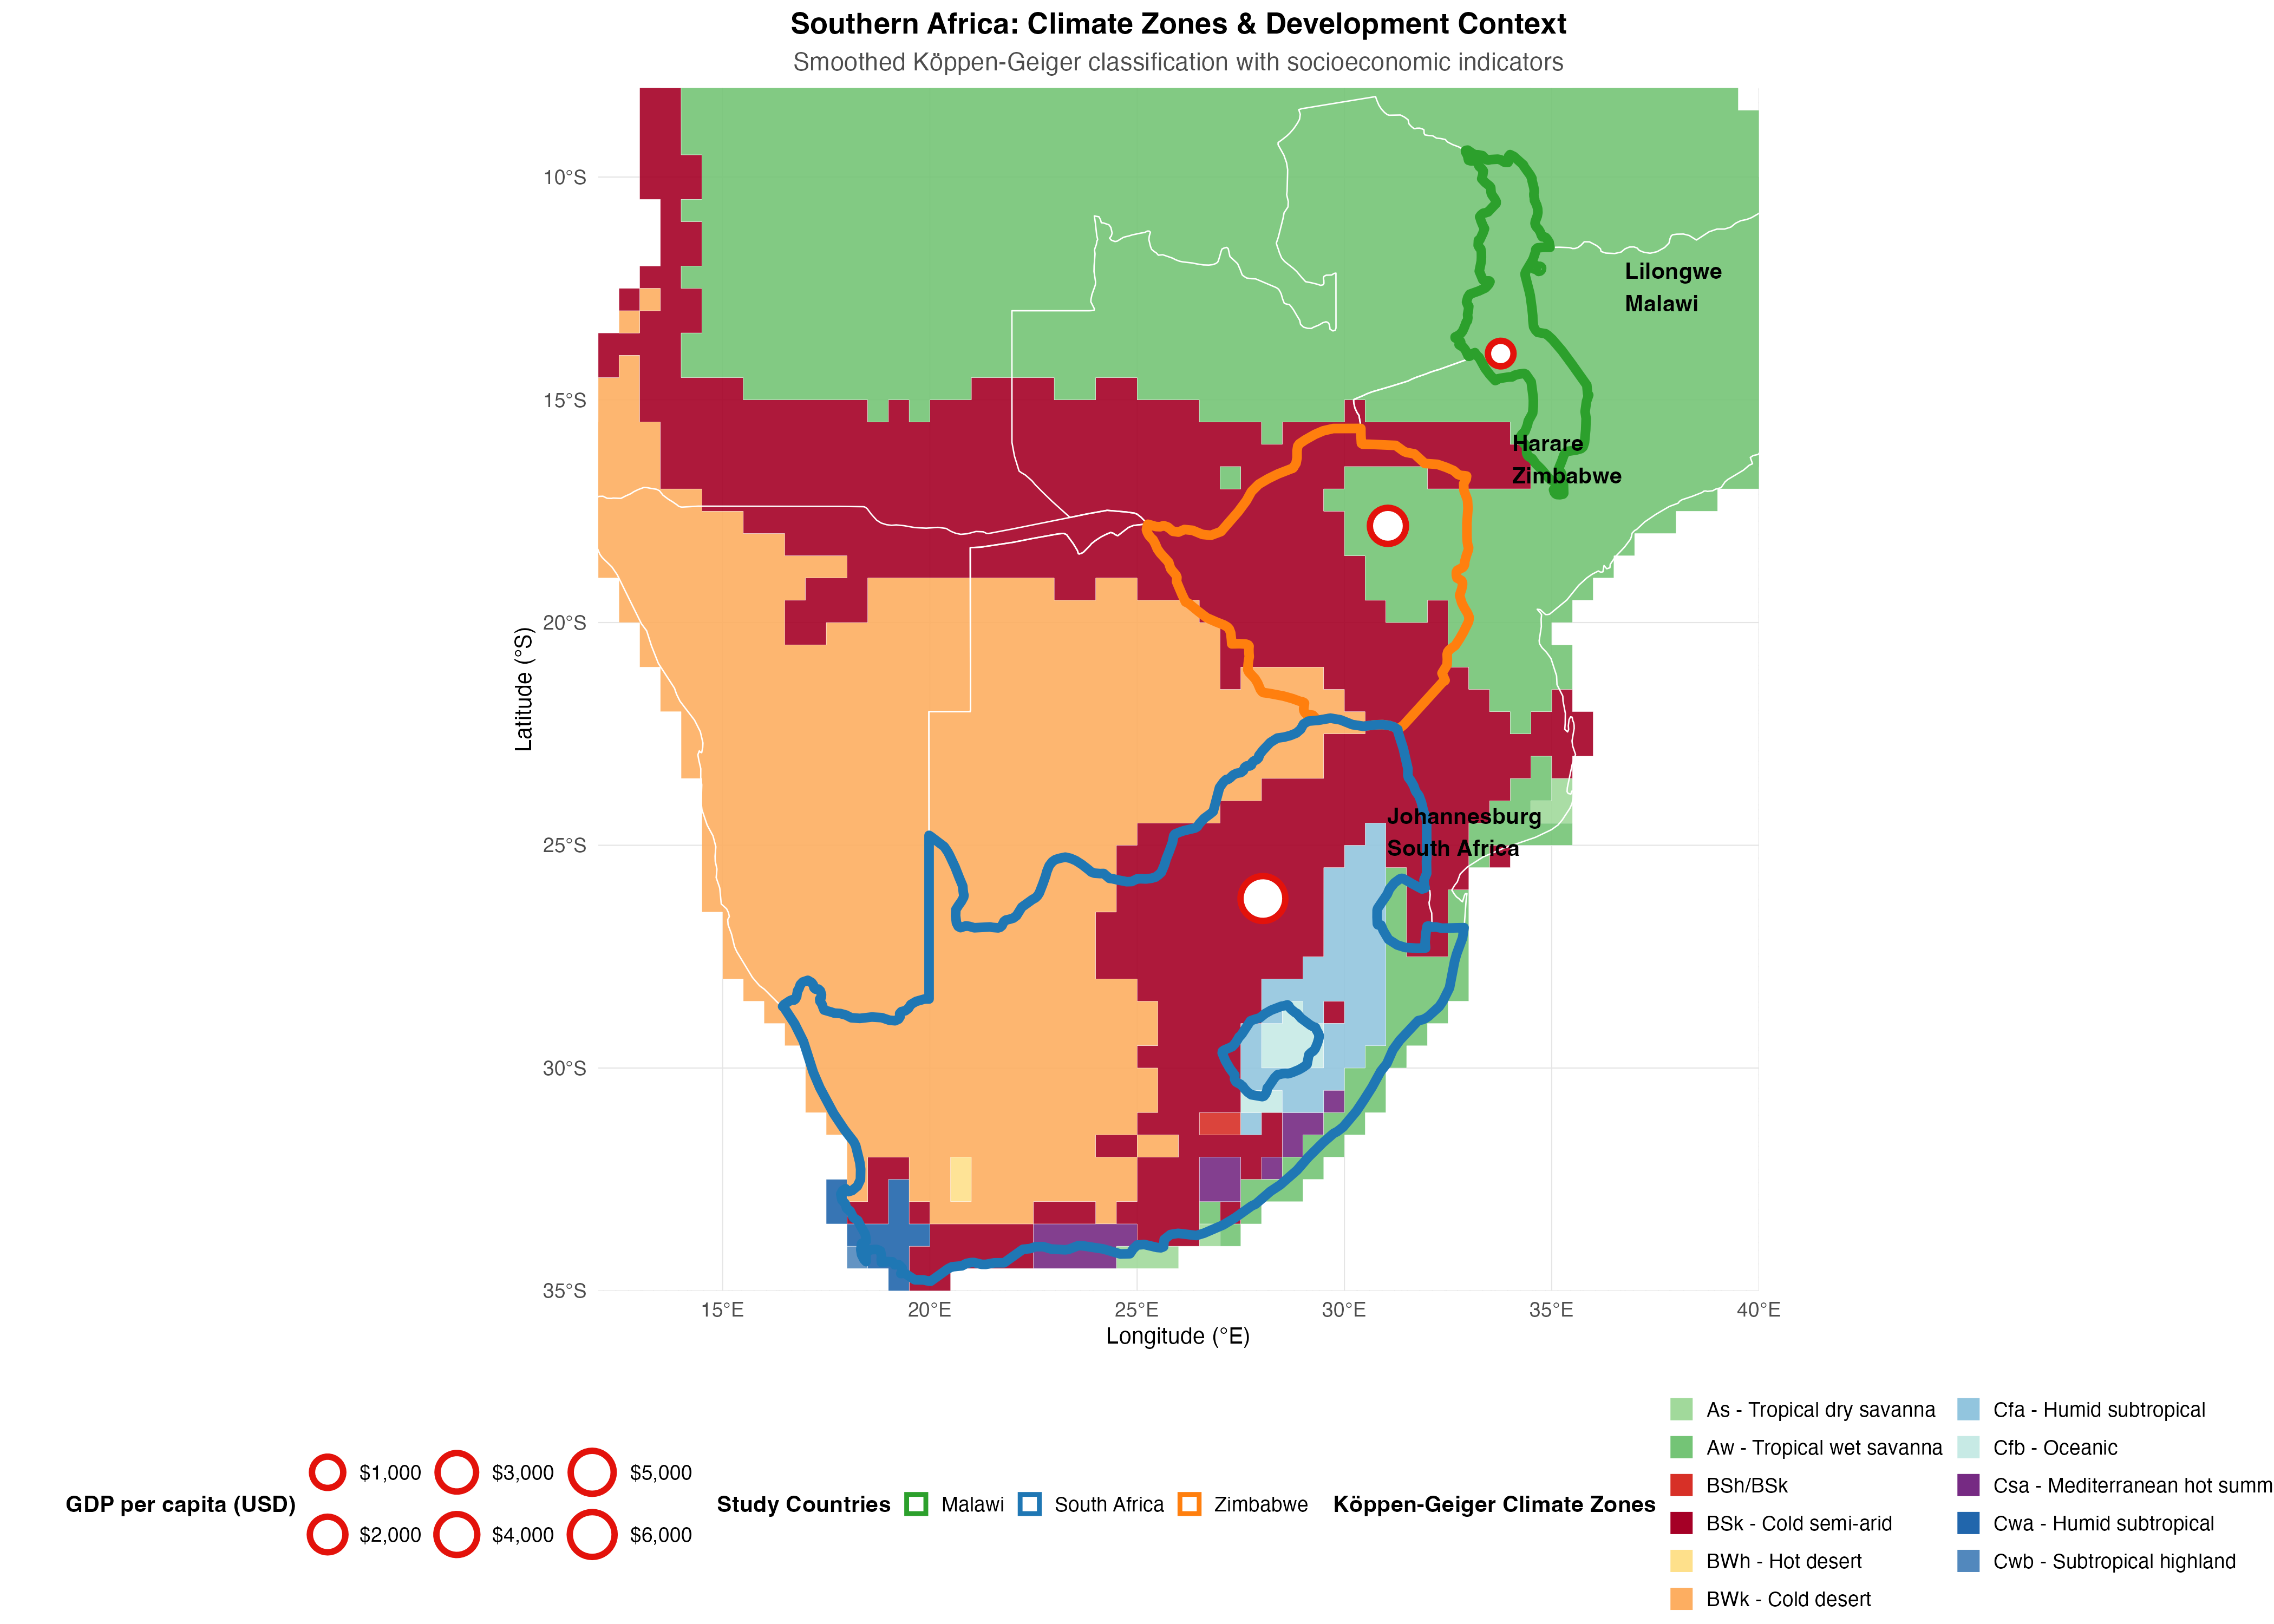 Southern Africa: Climate Zones & Development Context
Smoothed Köppen-Geiger classification with socioeconomic indicators
10°S
15°S
20°S
25°S
30°S
35°S
Latitude (°S)
Lilongwe
Malawi
Harare
Zimbabwe
Johannesburg
South Africa
15°E
20°E
25°E
30°E
35°E
40°E
Longitude (°E)
GDP per capita (USD)
$1,000
$2,000
$3,000
$4,000
$5,000
$6,000
Study Countries
Malawi
South Africa
Zimbabwe
Köppen-Geiger Climate Zones
As - Tropical dry savanna
Aw - Tropical wet savanna
BSh/BSk
BSk - Cold semi-arid
BWh - Hot desert
BWk - Cold desert
Cfa - Humid subtropical
Cfb - Oceanic
Csa - Mediterranean hot summ
Cwa - Humid subtropical
Cwb - Subtropical highland